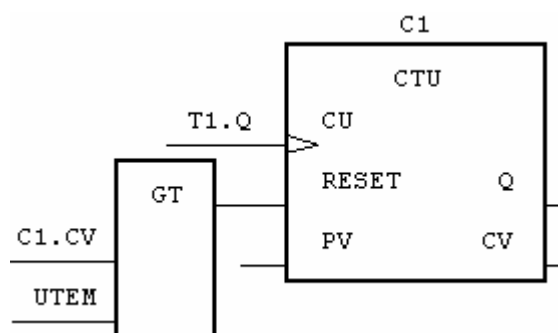 C1
CTU
T1.Q CU
GT RESET Q
C1.CV PV CV
UTEM